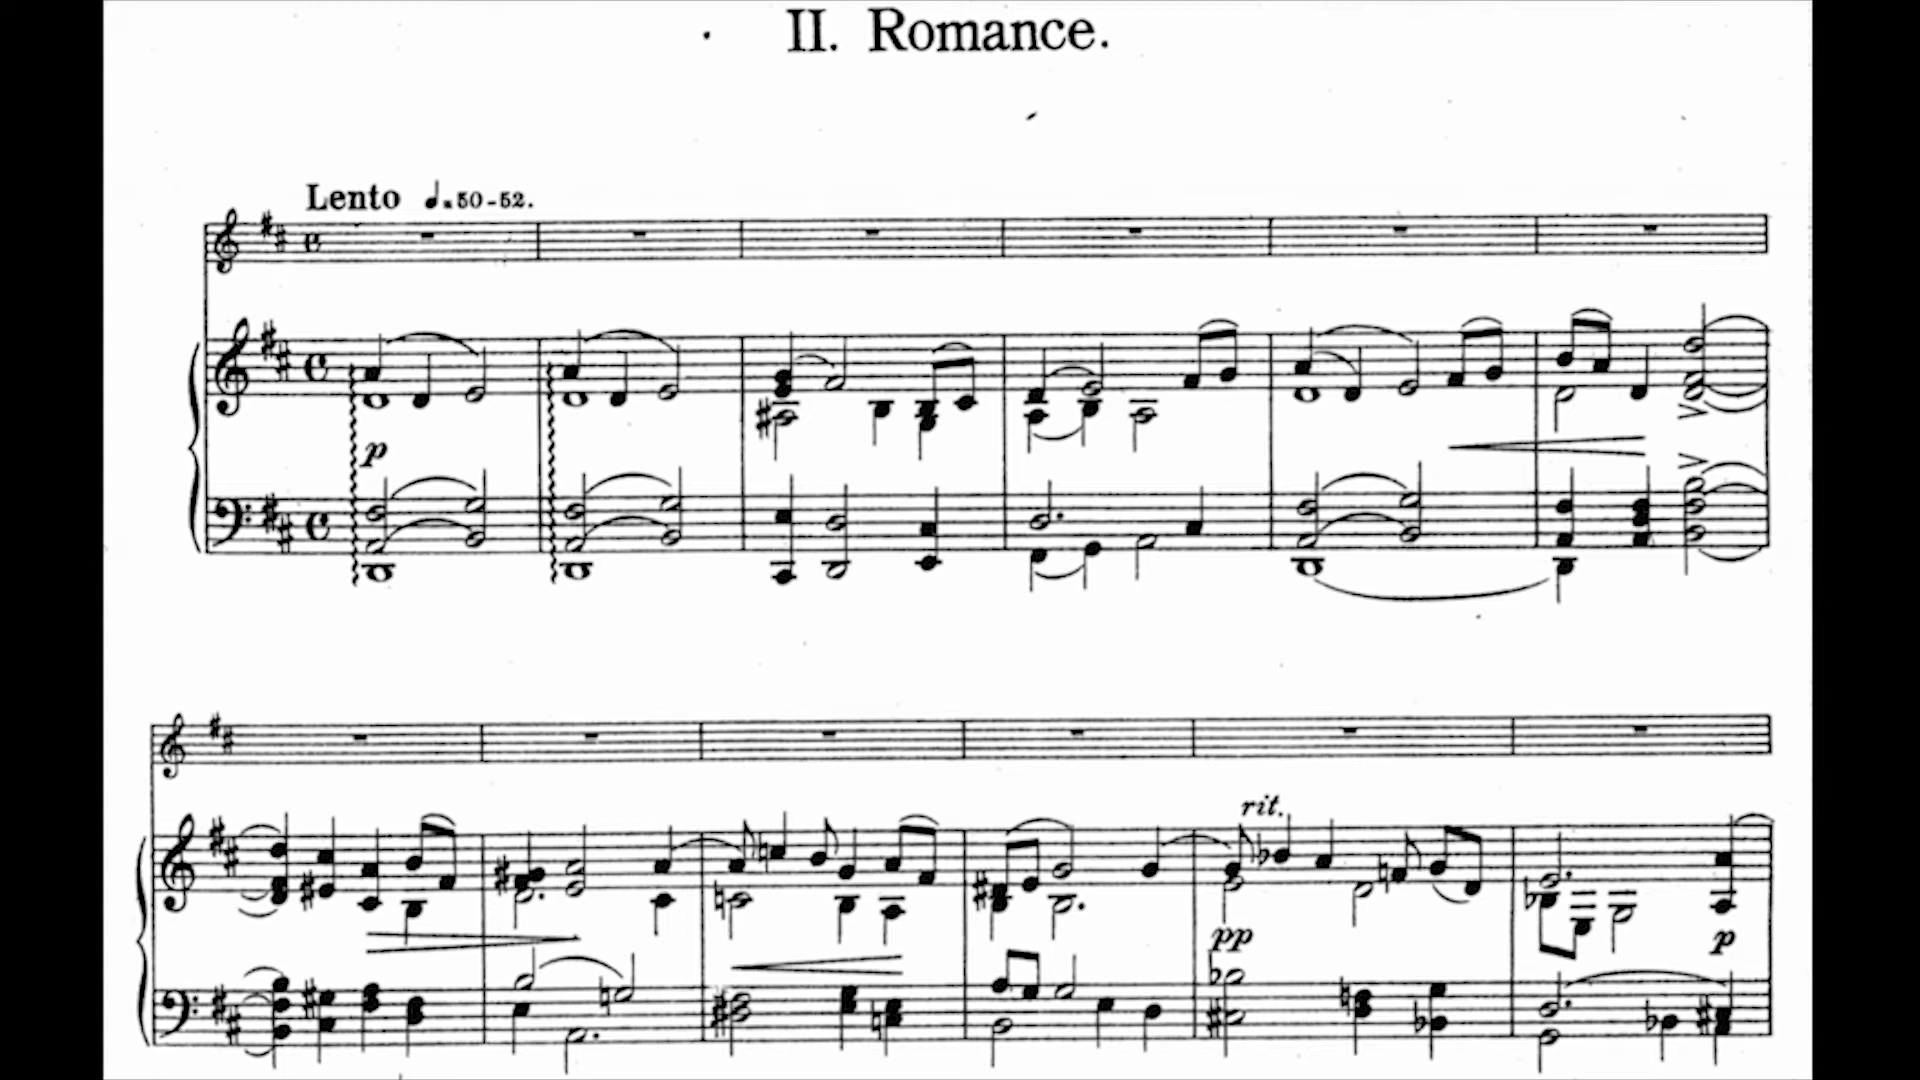 II. Romance.
Lento ♩. 50-52.
p
rit.
pp
p